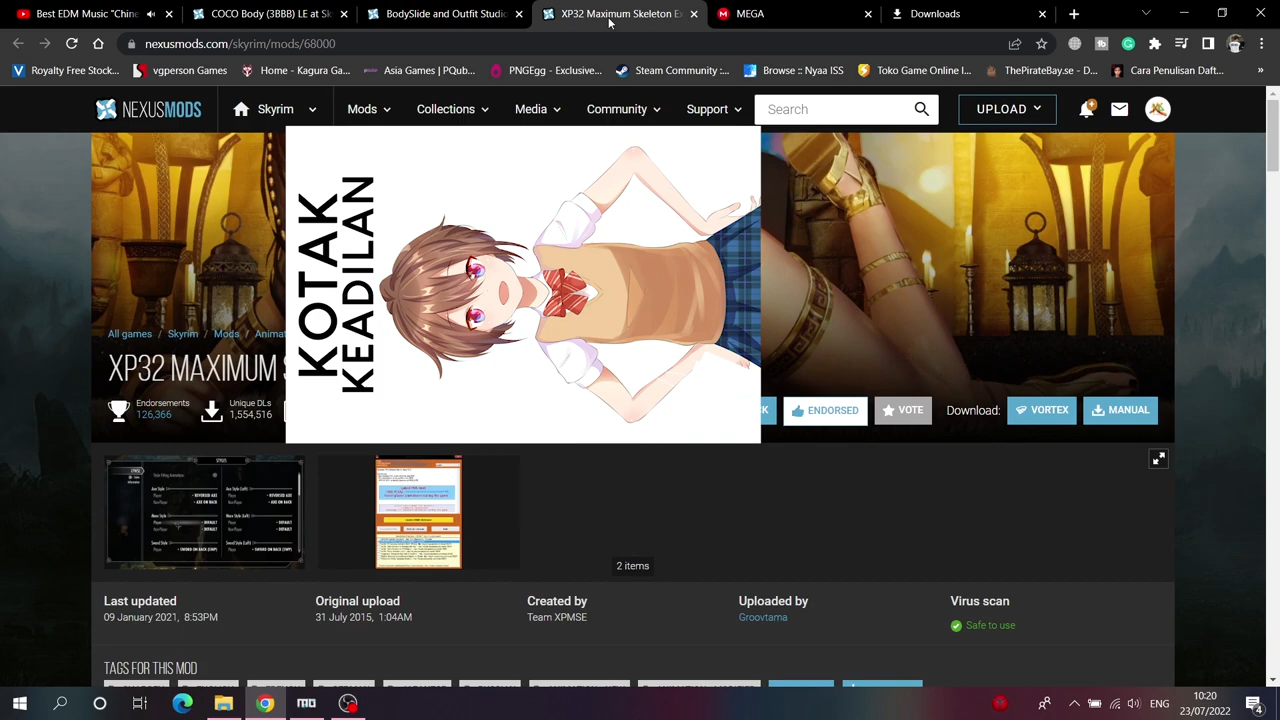 Best EDM Music "Chine
COCO Body (3BBB) LE at Sk
BodySlide and Outfit Studio
XP32 Maximum Skeleton Ex
MEGA
Downloads
nexusmods.com/skyrim/mods/68000
Royalty Free Stor...
vgperson Games
Home - Kagura Ga...
Asia Games | PQub...
PNGEgg - Exclusive...
Steam Community :...
Browse :: Nyaa ISS
Toko Game Online I...
ThePirateBay.se - D...
Cara Penulisan Daft...
»
NEXUSMODS
Skyrim
Mods
Collections
Media
Community
Support
Search
UPLOAD
KOTAK
KEADILAN
All games / Skyrim / Mods / Animat
XP32 MAXIMUM S
Endorsements
126,366
Unique DLs
1,554,516
ENDORSED
VOTE
Download:
VORTEX
MANUAL
2 items
Last updated
09 January 2021, 8:53PM
Original upload
31 July 2015, 1:04AM
Created by
Team XPMSE
Uploaded by
Groovtama
Virus scan
Safe to use
TAGS FOR THIS MOD
ENG
10:20
23/07/2022
4